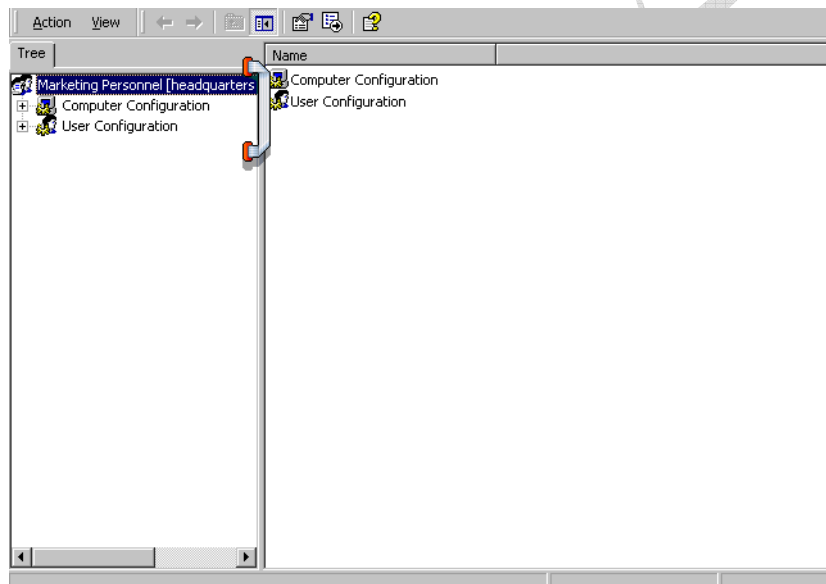 Action View
Tree
Name
Marketing Personnel [headquarters
Computer Configuration
User Configuration
Computer Configuration
User Configuration